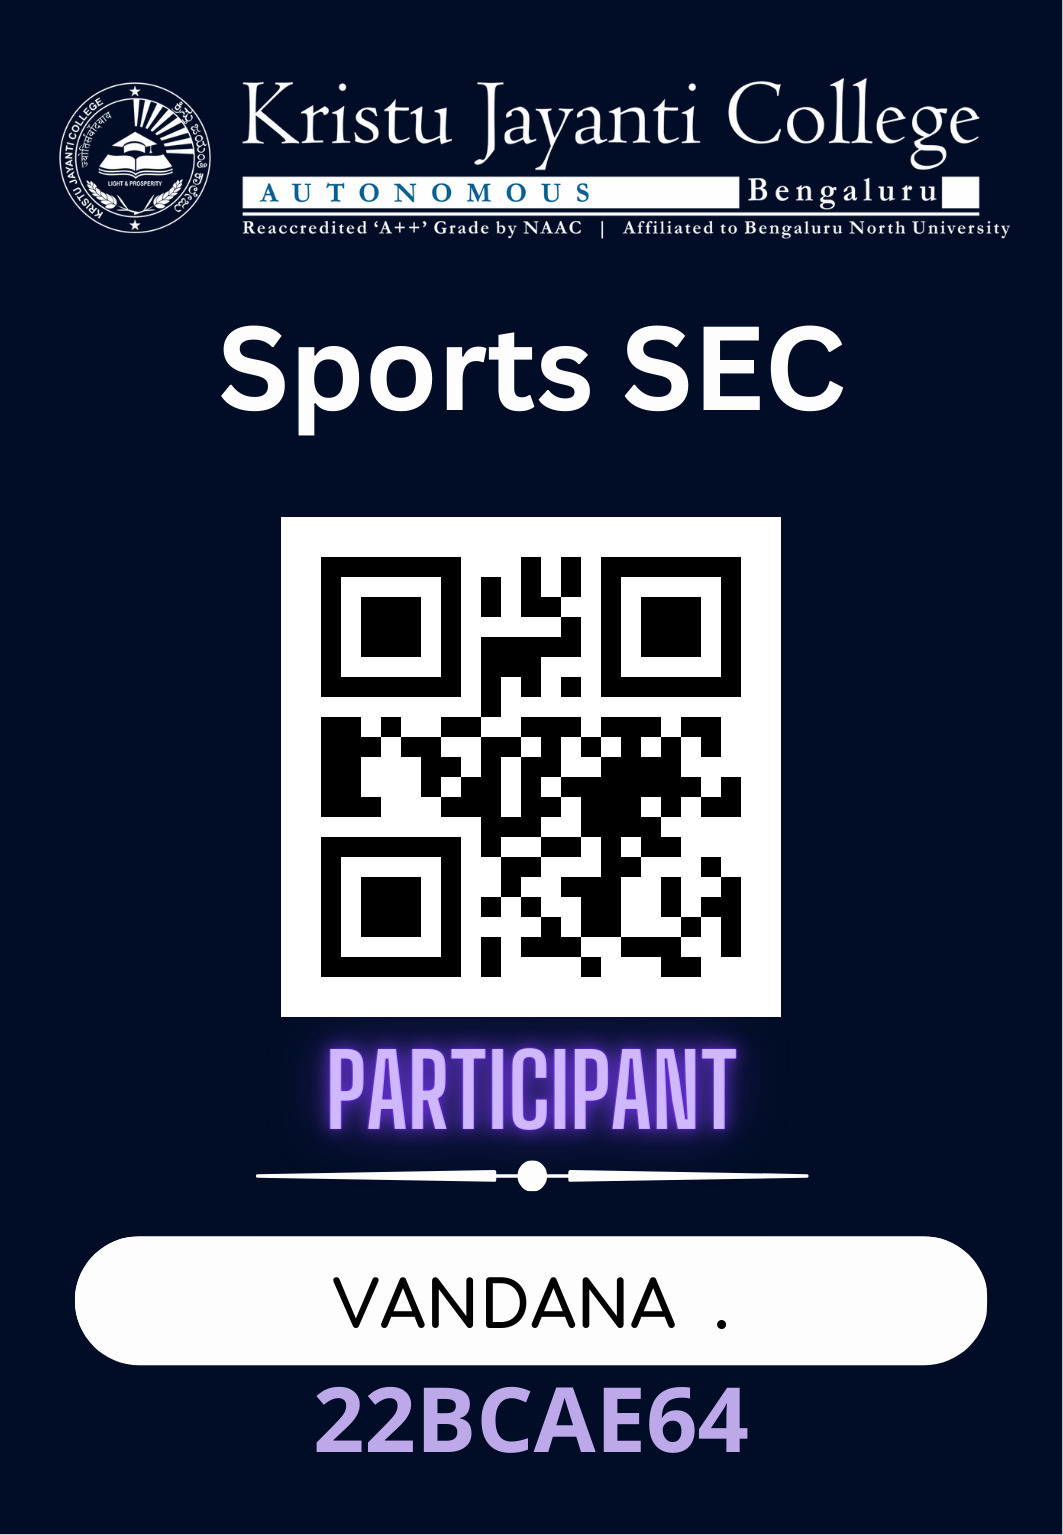 KRISTU JAYANTI COLLEGE
ज्योतिसंवादयाय
LIGHT & PROSPERITY
Kristu Jayanti College
AUTONOMOUS Bengaluru
Reaccredited ‘A++’ Grade by NAAC | Affiliated to Bengaluru North University
Sports SEC
PARTICIPANT
VANDANA .
22BCAE64